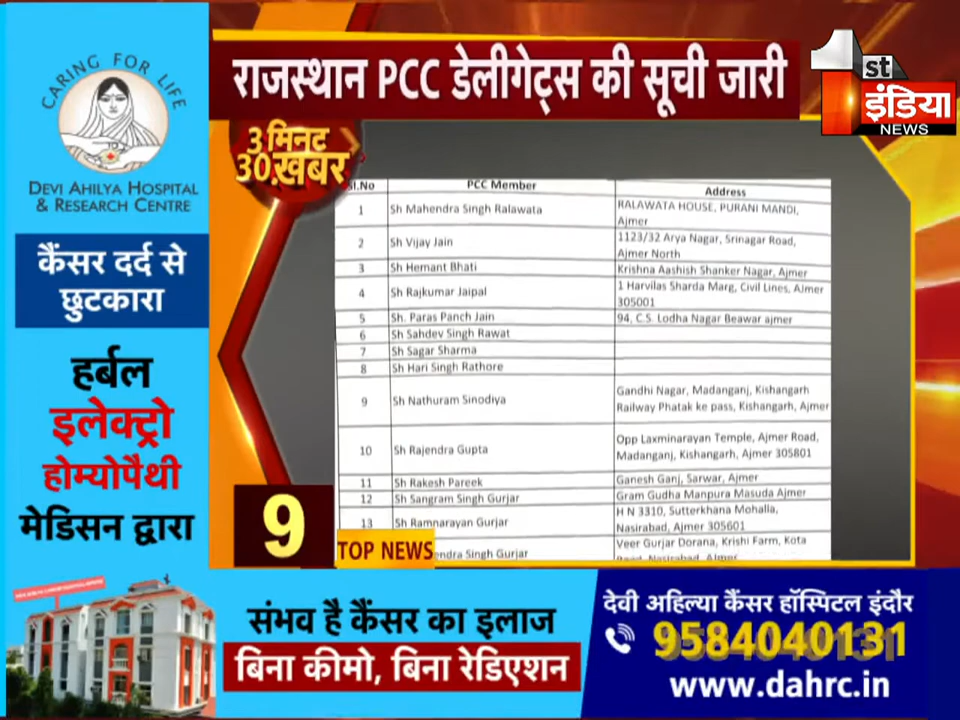 CARING FOR LIFE
DEVI AHILYA HOSPITAL
& RESEARCH CENTRE
कैंसर दर्द से
छुटकारा
हर्बल
इलेक्ट्रो
होम्योपैथी
मेडिसन द्वारा
राजस्थान PCC डेलीगेट्स की सूची जारी
1st
इंडिया
NEWS
3 मिनट
30 ख़बर
Sl.No PCC Member Address
1 Sh Mahendra Singh Ralawata RALAWATA HOUSE, PURANI MANDI,
Ajmer
2 Sh Vijay Jain 1123/32 Arya Nagar, Srinagar Road,
Ajmer North
3 Sh Hemant Bhati Krishna Aashish Shanker Nagar, Ajmer
4 Sh Rajkumar Jaipal 1 Harvilas Sharda Marg, Civil Lines, Ajmer
305001
5 Sh. Paras Panch Jain 94, C.S. Lodha Nagar Beawar ajmer
6 Sh Sahdev Singh Rawat
7 Sh Sagar Sharma
8 Sh Hari Singh Rathore
9 Sh Nathuram Sinodiya Gandhi Nagar, Madanganj, Kishangarh
Railway Phatak ke pass, Kishangarh, Ajmer
10 Sh Rajendra Gupta Opp Laxminarayan Temple, Ajmer Road,
Madanganj, Kishangarh, Ajmer 305801
11 Sh Rakesh Pareek Ganesh Ganj, Sarwar, Ajmer
12 Sh Sangram Singh Gurjar Gram Gudha Manpura Masuda Ajmer
13 Sh Ramnarayan Gurjar H N 3310, Sutterkhana Mohalla,
Nasirabad, Ajmer 305601
endra Singh Gurjar Veer Gurjar Dorana, Krishi Farm, Kota
Road, Nasirabad, Ajmer
9
TOP NEWS
संभव है कैंसर का इलाज
बिना कीमो, बिना रेडिएशन
देवी अहिल्या कैंसर हॉस्पिटल इंदौर
9584040131
www.dahrc.in